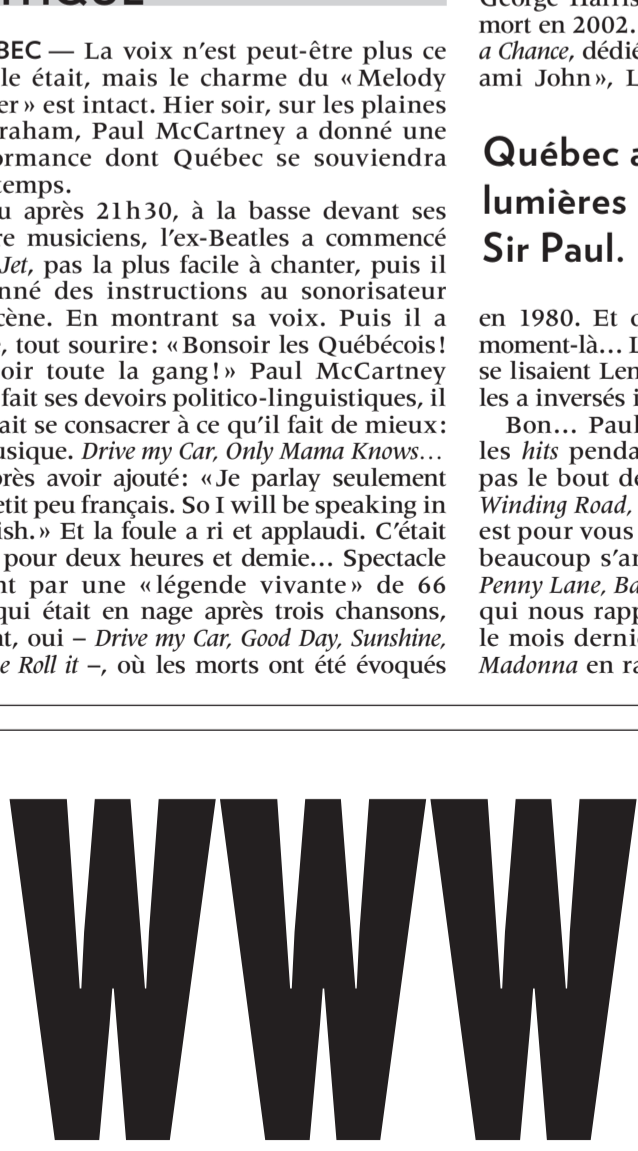 BEC — La voix n'est peut-être plus ce
le était, mais le charme du « Melody
er » est intact. Hier soir, sur les plaines
raham, Paul McCartney a donné une
ormance dont Québec se souviendra
temps.
u après 21h30, à la basse devant ses
re musiciens, l'ex-Beatles a commencé
Jet, pas la plus facile à chanter, puis il
nné des instructions au sonorisateur
cène. En montrant sa voix. Puis il a
, tout sourire: «Bonsoir les Québécois!
oir toute la gang!» Paul McCartney
fait ses devoirs politico-linguistiques, il
ait se consacrer à ce qu'il fait de mieux:
usique. Drive my Car, Only Mama Knows…
près avoir ajouté: «Je parlay seulement
etit peu français. So I will be speaking in
ish.» Et la foule a ri et applaudi. C'était
pour deux heures et demie… Spectacle
nt par une «légende vivante» de 66
qui était en nage après trois chansons,
nt, oui – Drive my Car, Good Day, Sunshine,
e Roll it –, où les morts ont été évoqués
mort en 2002.
a Chance, dédié
ami John», L
Québec a
lumières
Sir Paul.
en 1980. Et
moment-là… L
se lisaient Len
les a inversés i
Bon… Paul
les hits penda
pas le bout de
Winding Road,
est pour vous
beaucoup s'ar
Penny Lane, Ba
qui nous rapp
le mois derni
Madonna en ra
WWW